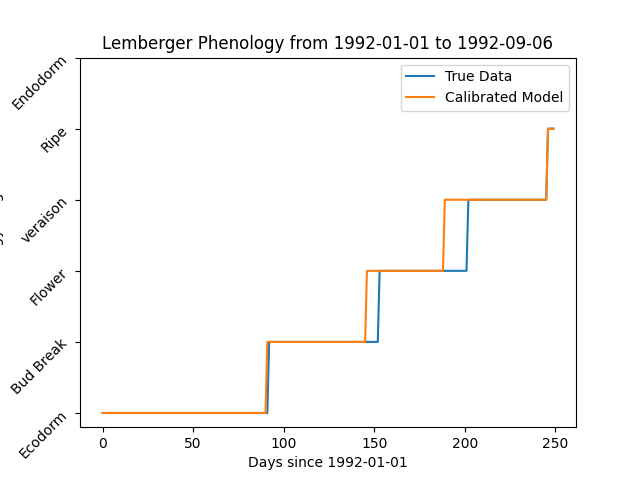 Lemberger Phenology from 1992-01-01 to 1992-09-06
True Data
Calibrated Model
Endodorm
Ripe
veraison
Flower
Bud Break
Ecodorm
0 50 100 150 200 250
Days since 1992-01-01